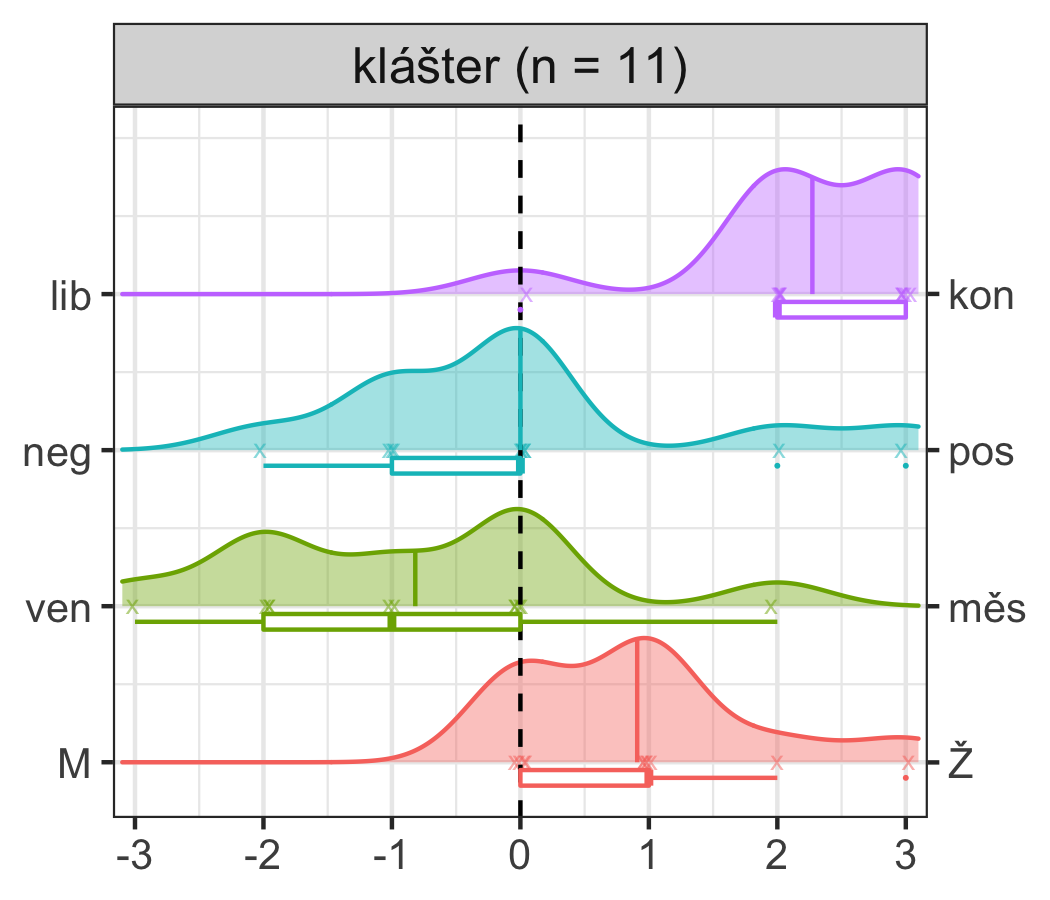 klášter (n = 11)
lib kon
neg pos
ven měs
M Ž
-3 -2 -1 0 1 2 3